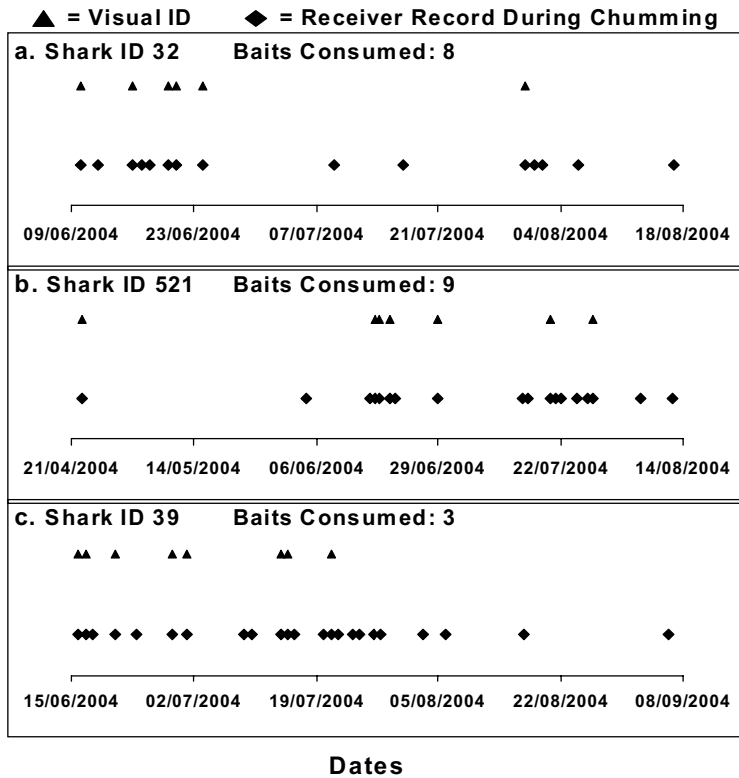 ▲ = Visual ID ◆ = Receiver Record During Chumming
a. Shark ID 32 Baits Consumed: 8
09/06/2004 23/06/2004 07/07/2004 21/07/2004 04/08/2004 18/08/2004
b. Shark ID 521 Baits Consumed: 9
21/04/2004 14/05/2004 06/06/2004 29/06/2004 22/07/2004 14/08/2004
c. Shark ID 39 Baits Consumed: 3
15/06/2004 02/07/2004 19/07/2004 05/08/2004 22/08/2004 08/09/2004
Dates